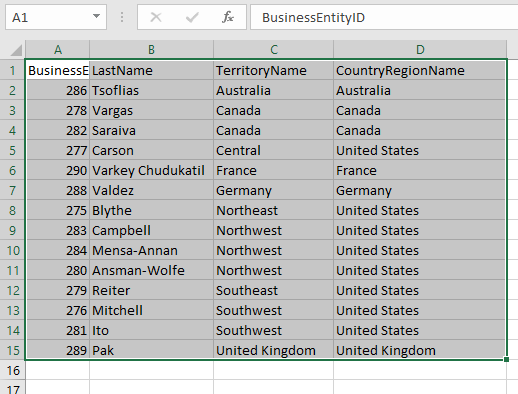 A1 fx BusinessEntityID
A B C D
1 BusinessE LastName TerritoryName CountryRegionName
2 286 Tsoflias Australia Australia
3 278 Vargas Canada Canada
4 282 Saraiva Canada Canada
5 277 Carson Central United States
6 290 Varkey Chudukatil France France
7 288 Valdez Germany Germany
8 275 Blythe Northeast United States
9 283 Campbell Northwest United States
10 284 Mensa-Annan Northwest United States
11 280 Ansman-Wolfe Northwest United States
12 279 Reiter Southeast United States
13 276 Mitchell Southwest United States
14 281 Ito Southwest United States
15 289 Pak United Kingdom United Kingdom
16
17